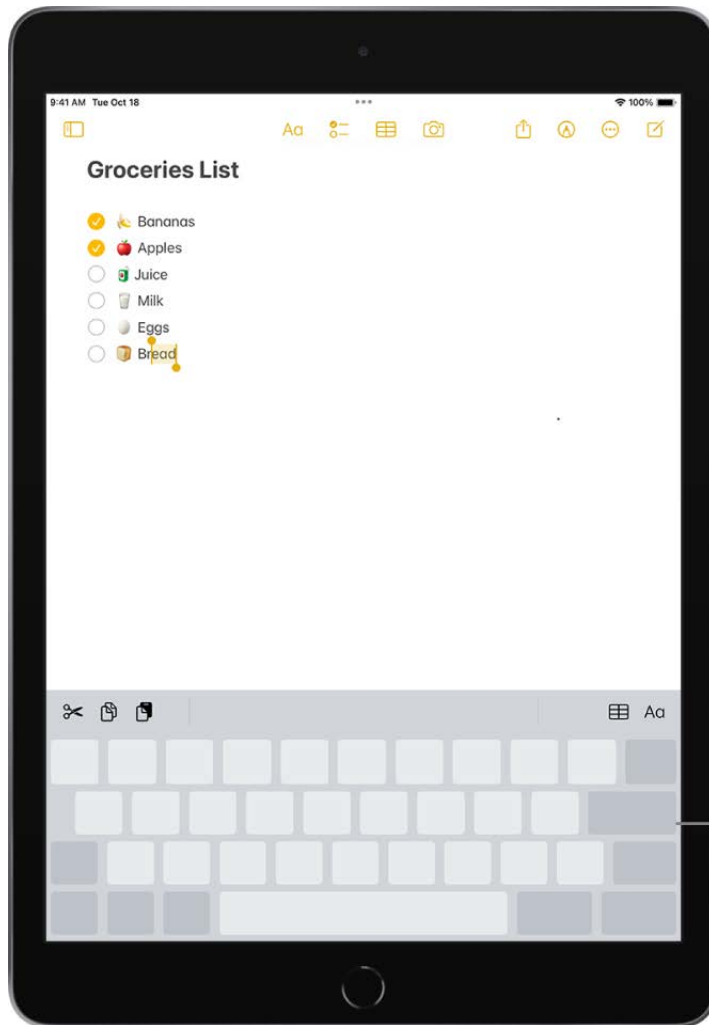 9:41 AM Tue Oct 18 100%
Aa
Groceries List
Bananas
Apples
Juice
Milk
Eggs
Bread
Aa